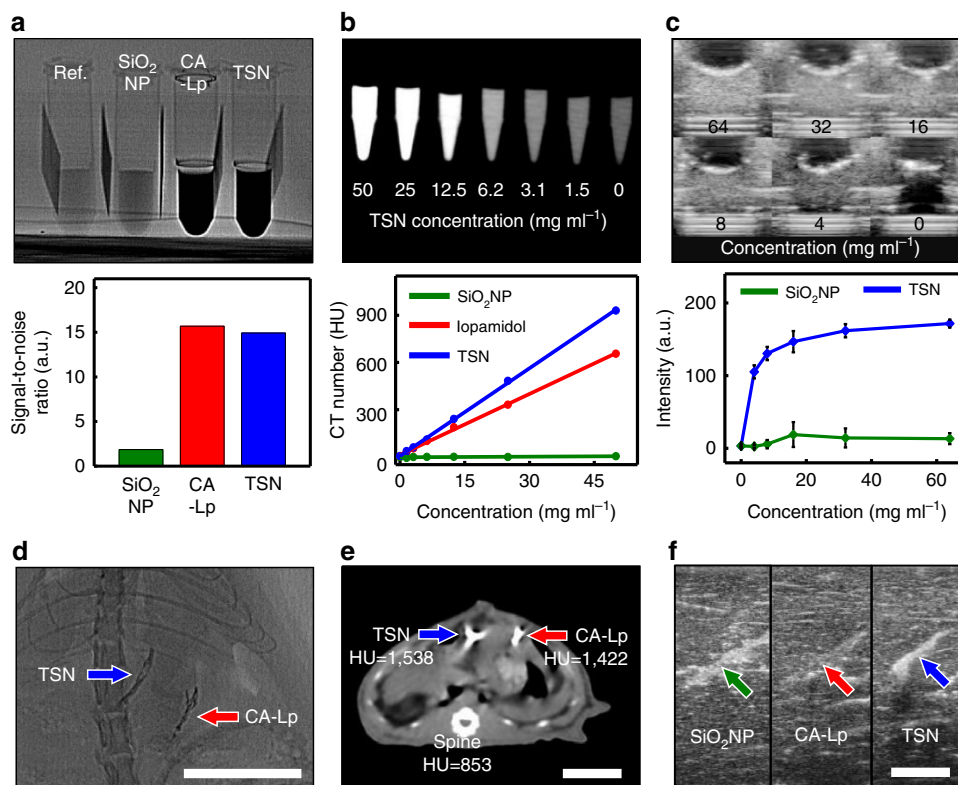 a
Ref.
SiO2
NP
CA
-Lp
TSN
20
15
10
5
0
Signal-to-noise
ratio (a.u.)
SiO2
NP
CA
-Lp
TSN
b
50 25 12.5 6.2 3.1 1.5 0
TSN concentration (mg ml−1)
SiO2NP
Iopamidol
TSN
900
600
300
0
CT number (HU)
0 15 30 45
Concentration (mg ml−1)
c
64 32 16
8 4 0
Concentration (mg ml−1)
SiO2NP TSN
200
100
0
Intensity (a.u.)
0 20 40 60
Concentration (mg ml−1)
d
TSN
CA-Lp
e
TSN
HU=1,538
CA-Lp
HU=1,422
Spine
HU=853
f
SiO2NP CA-Lp TSN